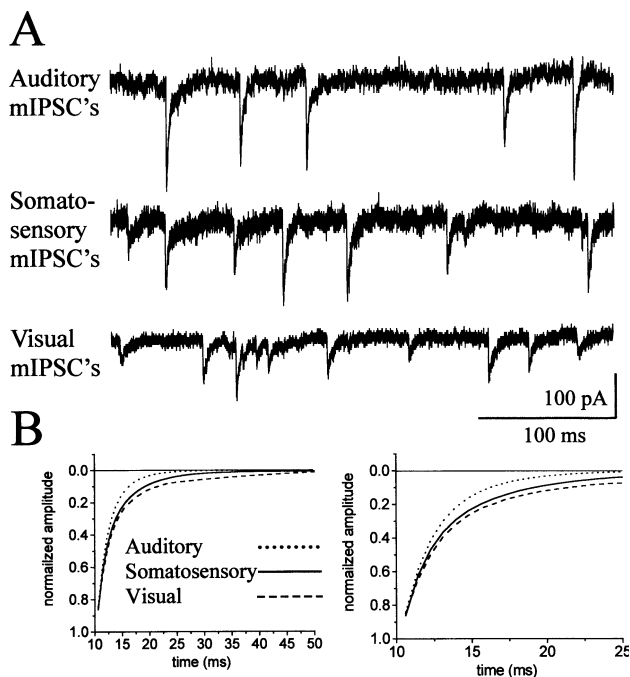 A
Auditory
mIPSC's
Somato-
sensory
mIPSC's
Visual
mIPSC's
100 pA
100 ms
B
normailzed amplitude
0.0
0.2
0.4
0.6
0.8
1.0
Auditory
Somatosensory
Visual
10 15 20 25 30 35 40 45 50
time (ms)
normailzed amplitude
0.0
0.2
0.4
0.6
0.8
1.0
10 15 20 25
time (ms)